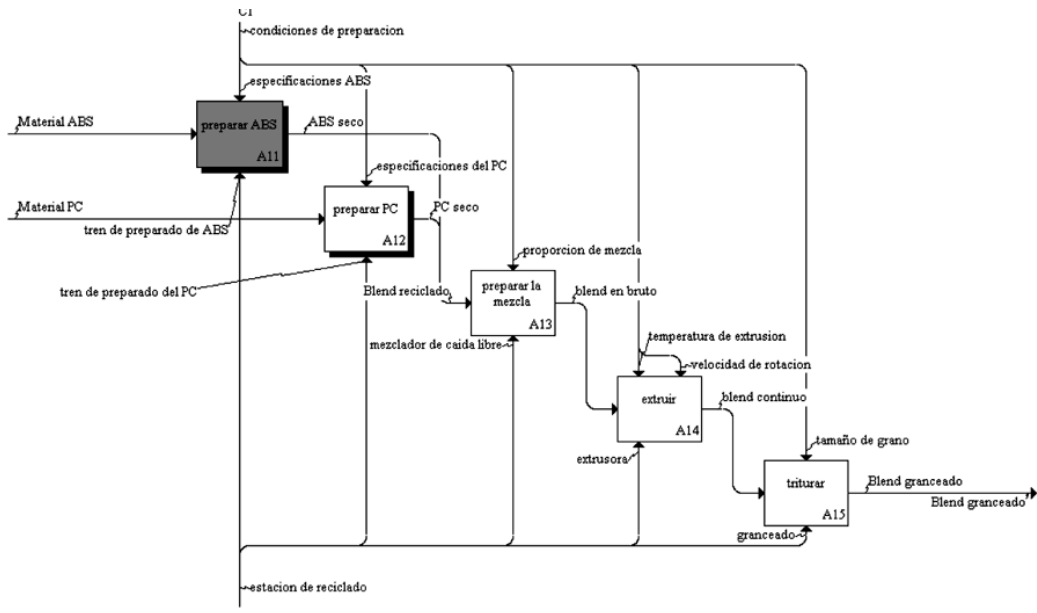 C1
condiciones de preparacion
especificaciones ABS
Material ABS
preparar ABS
A11
ABS seco
especificaciones del PC
Material PC
preparar PC
A12
PC seco
tren de preparado de ABS
proporcion de mezcla
tren de preparado del PC
Blend reciclado
preparar la
mezcla
A13
blend en bruto
mezclador de caida libre
temperatura de extrusion
velocidad de rotacion
extruir
A14
blend continuo
extrusora
tamaño de grano
triturar
A15
Blend granceado
Blend granceado
granceado
estacion de reciclado